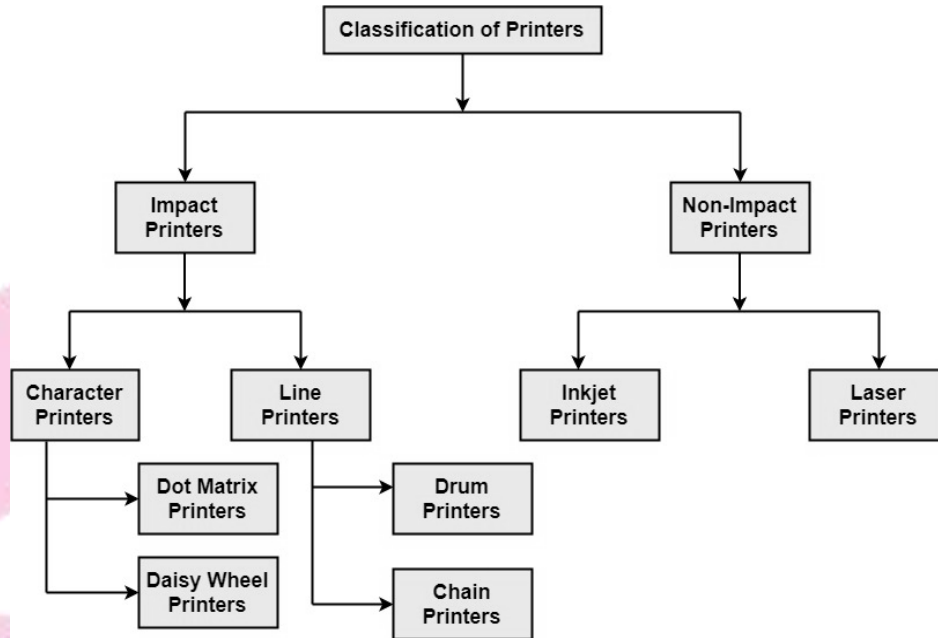 Classification of Printers
Impact
Printers
Non-Impact
Printers
Character
Printers
Line
Printers
Inkjet
Printers
Laser
Printers
Dot Matrix
Printers
Drum
Printers
Daisy Wheel
Printers
Chain
Printers